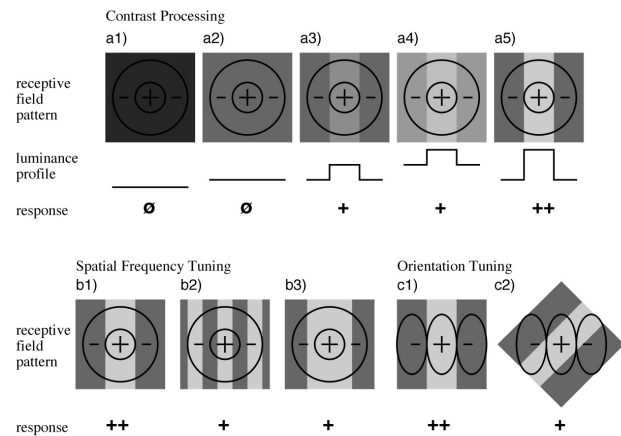 Contrast Processing
a1) a2) a3) a4) a5)
receptive
field
pattern
- + - - + - - + - - + - - + -
luminance
profile
response ø ø + + ++
Spatial Frequency Tuning Orientation Tuning
b1) b2) b3) c1) c2)
receptive
field
pattern
- + - - + - - + - - + - - + -
response ++ + + ++ +